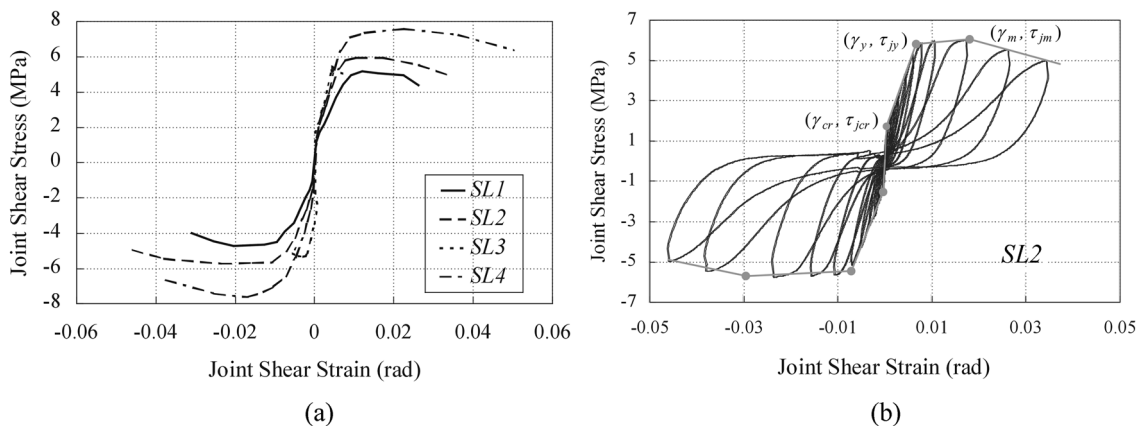 8
6
4
2
0
-2
-4
-6
-8
Joint Shear Stress (MPa)
SL1
SL2
SL3
SL4
-0.06 -0.04 -0.02 0 0.02 0.04 0.06
Joint Shear Strain (rad)
(a)
7
5
3
1
-1
-3
-5
-7
Joint Shear Stress (MPa)
(γy, τjy)
(γm, τjm)
(γcr, τjcr)
SL2
-0.05 -0.03 -0.01 0.01 0.03 0.05
Joint Shear Strain (rad)
(b)